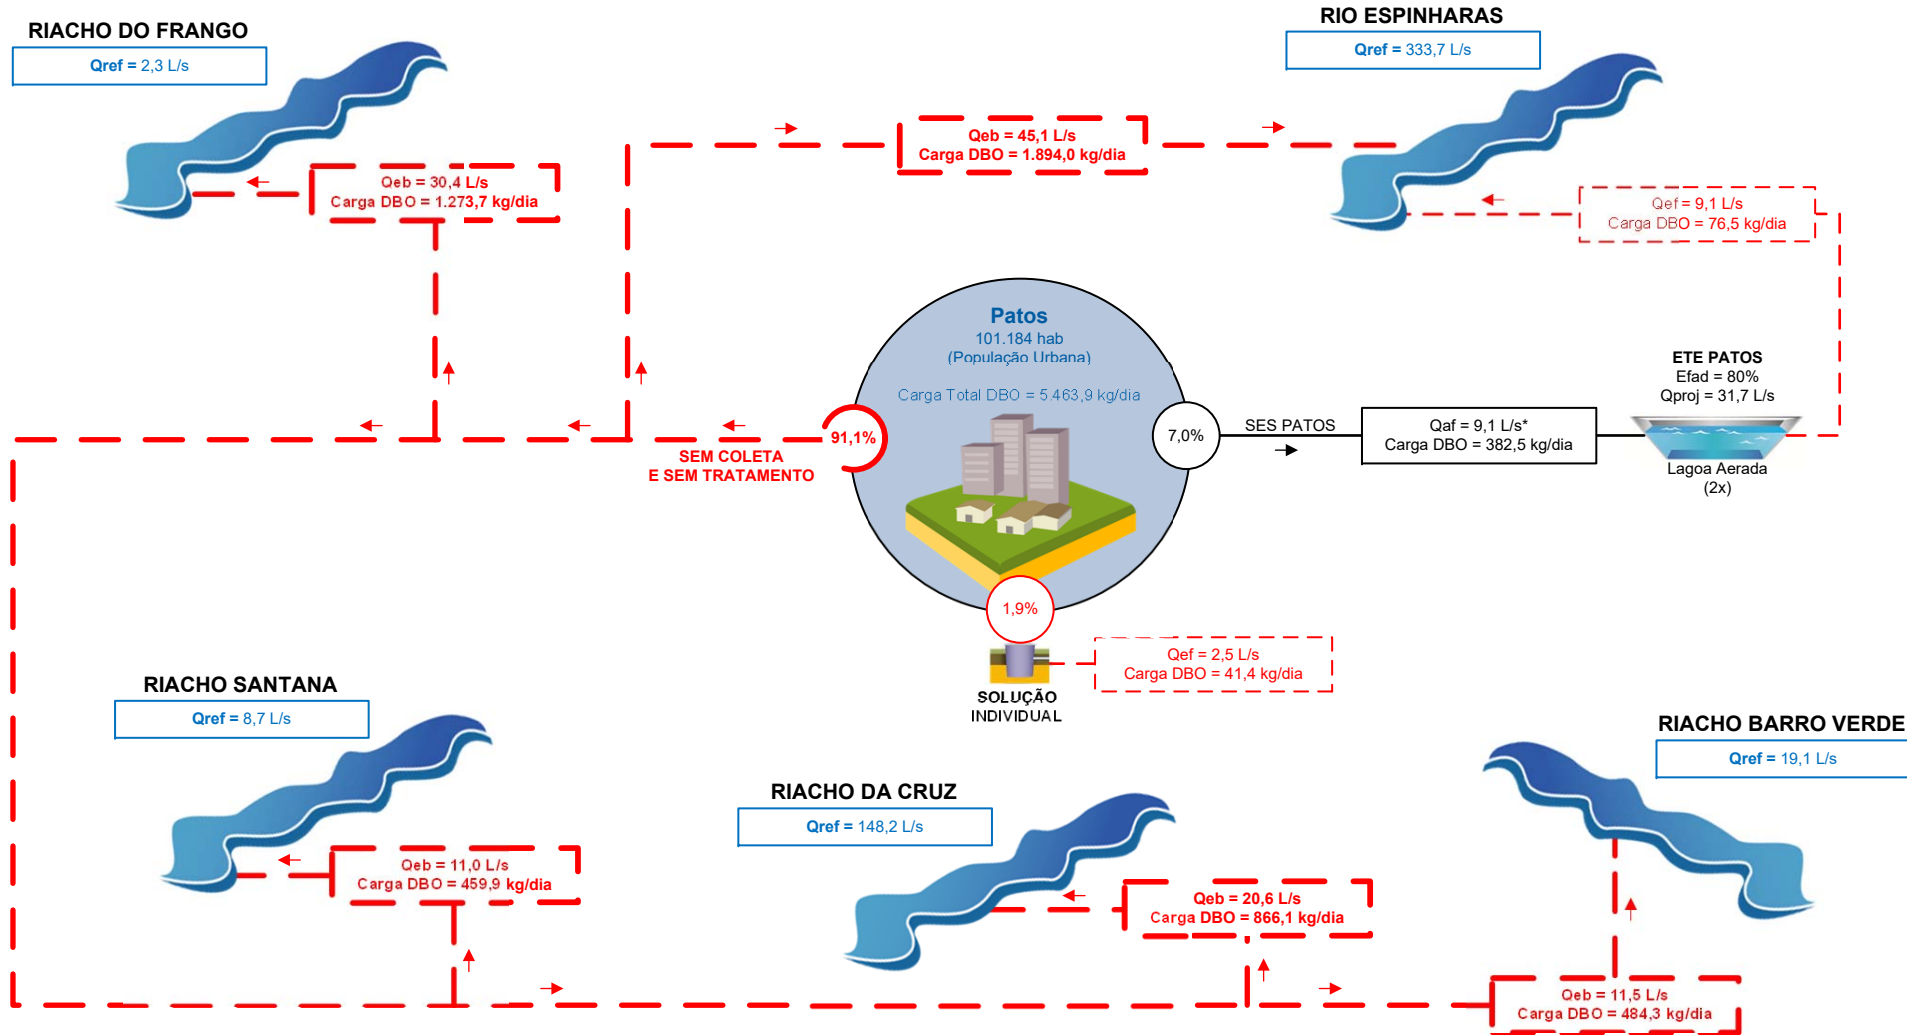 RIACHO DO FRANGO
Qref = 2,3 L/s
RIO ESPINHARAS
Qref = 333,7 L/s
Qeb = 45,1 L/s
Carga DBO = 1.894,0 kg/dia
Qeb = 30,4 L/s
Carga DBO = 1.273,7 kg/dia
Qef = 9,1 L/s
Carga DBO = 76,5 kg/dia
Patos
101.184 hab
(População Urbana)
Carga Total DBO = 5.463,9 kg/dia
ETE PATOS
Efad = 80%
Qproj = 31,7 L/s
91,1%
SEM COLETA
E SEM TRATAMENTO
7,0%
SES PATOS
Qaf = 9,1 L/s*
Carga DBO = 382,5 kg/dia
Lagoa Aerada
(2x)
1,9%
Qef = 2,5 L/s
Carga DBO = 41,4 kg/dia
SOLUÇÃO
INDIVIDUAL
RIACHO SANTANA
Qref = 8,7 L/s
RIACHO BARRO VERDE
Qref = 19,1 L/s
RIACHO DA CRUZ
Qref = 148,2 L/s
Qeb = 11,0 L/s
Carga DBO = 459,9 kg/dia
Qeb = 20,6 L/s
Carga DBO = 866,1 kg/dia
Qeb = 11,5 L/s
Carga DBO = 484,3 kg/dia